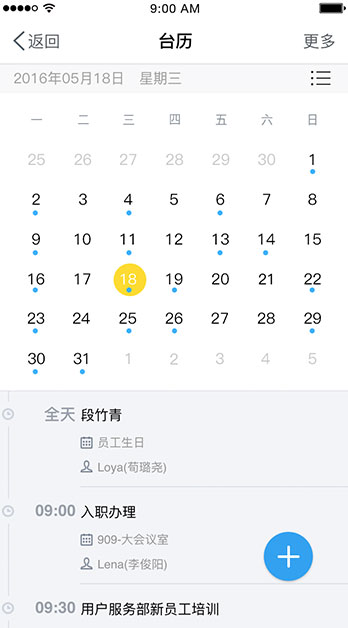 9:00 AM
返回 台历 更多
2016年05月18日 星期三
一 二 三 四 五 六 日
25 26 27 28 29 30 1
2 3 4 5 6 7 8
9 10 11 12 13 14 15
16 17 18 19 20 21 22
23 24 25 26 27 28 29
30 31 1 2 3 4 5
全天 段竹青
员工生日
Loya(荀璐尧)
09:00 入职办理
909-大会议室
Lena(李俊阳)
09:30 用户服务部新员工培训